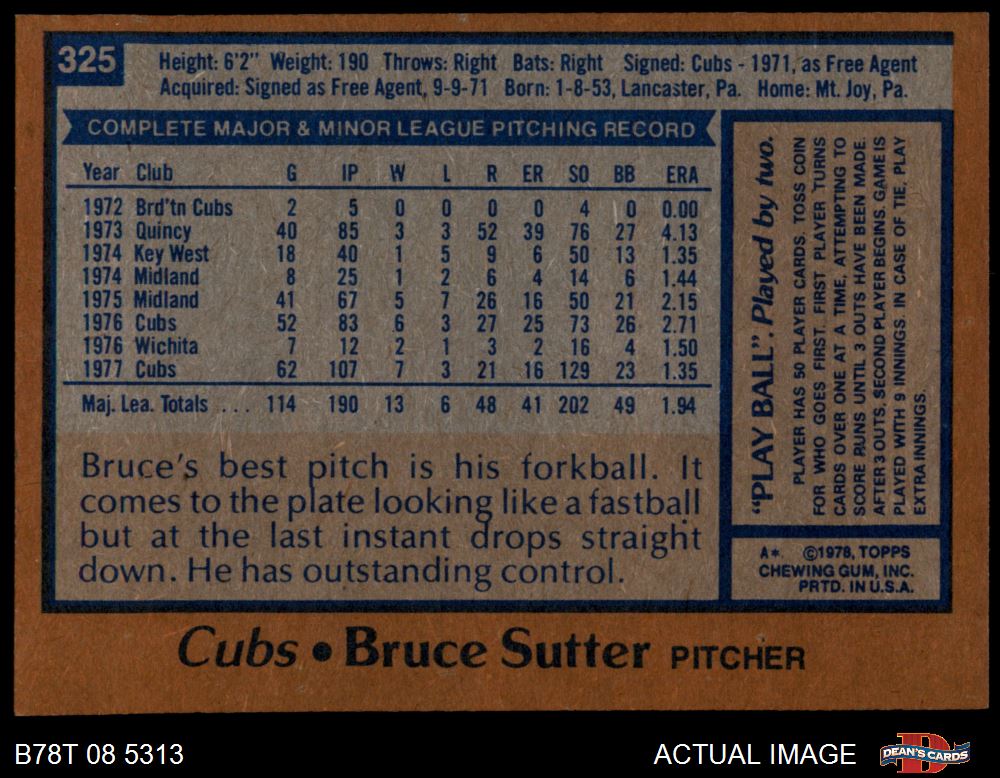 325
Height: 6'2" Weight: 190 Throws: Right Bats: Right Signed: Cubs - 1971, as Free Agent
Acquired: Signed as Free Agent, 9-9-71 Born: 1-8-53, Lancaster, Pa. Home: Mt. Joy, Pa.
COMPLETE MAJOR & MINOR LEAGUE PITCHING RECORD
Year Club G IP W L R ER SO BB ERA
1972 Brd'tn Cubs 2 5 0 0 0 0 4 0 0.00
1973 Quincy 40 85 3 3 52 39 76 27 4.13
1974 Key West 18 40 1 5 9 6 50 13 1.35
1974 Midland 8 25 1 2 6 4 14 6 1.44
1975 Midland 41 67 5 7 26 16 50 21 2.15
1976 Cubs 52 83 6 3 27 25 73 26 2.71
1976 Wichita 7 12 2 1 3 2 16 4 1.50
1977 Cubs 62 107 7 3 21 16 129 23 1.35
Maj. Lea. Totals ... 114 190 13 6 48 41 202 49 1.94
Bruce's best pitch is his forkball. It
comes to the plate looking like a fastball
but at the last instant drops straight
down. He has outstanding control.
"PLAY BALL". Played by two.
PLAYER HAS 50 PLAYER CARDS. TOSS COIN
FOR WHO GOES FIRST. FIRST PLAYER TURNS
CARDS OVER ONE AT A TIME, ATTEMPTING TO
SCORE RUNS UNTIL 3 OUTS HAVE BEEN MADE.
AFTER 3 OUTS, SECOND PLAYER BEGINS. GAME IS
PLAYED WITH 9 INNINGS. IN CASE OF TIE, PLAY
EXTRA INNINGS.
A*. ©1978, TOPPS
CHEWING GUM, INC.
PRTD. IN U.S.A.
Cubs • Bruce Sutter PITCHER
B78T 08 5313
ACTUAL IMAGE
DEAN'S CARDS